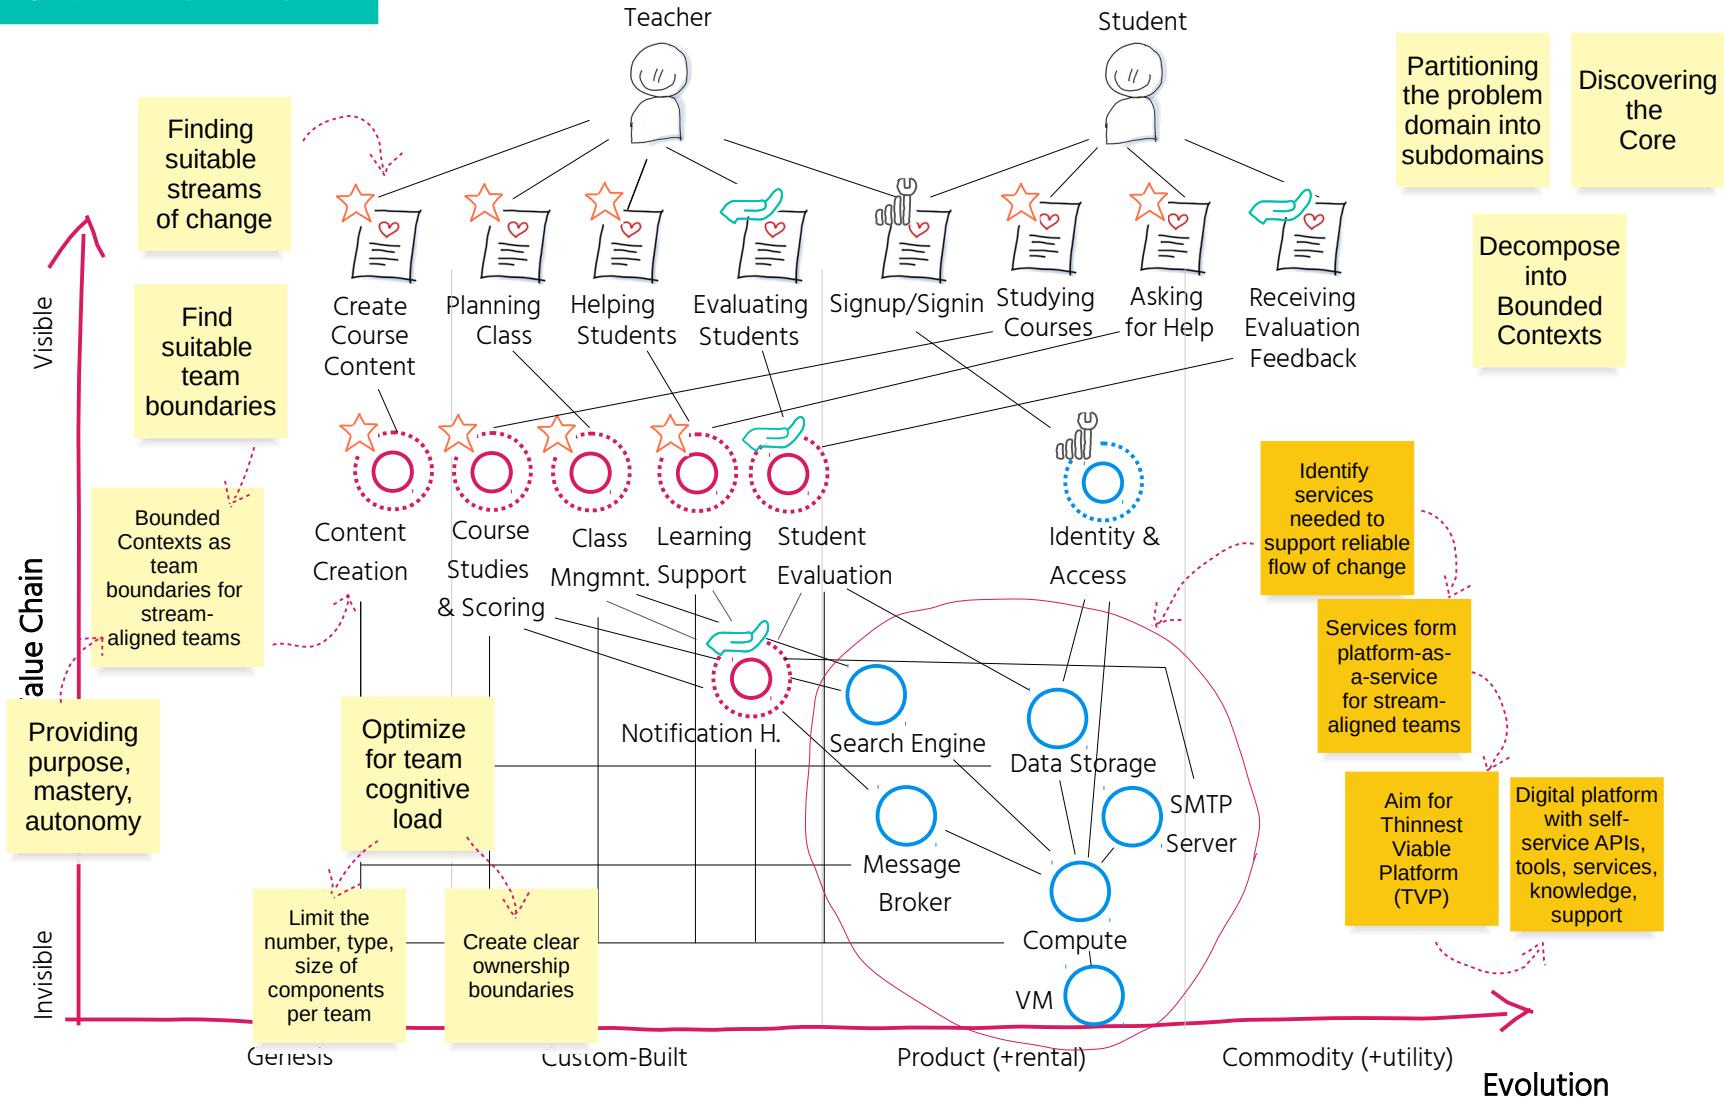 Teacher
Student
Partitioning
the problem
domain into
subdomains
Discovering
the
Core
Decompose
into
Bounded
Contexts
Finding
suitable
streams
of change
Find
suitable
team
boundaries
Bounded
Contexts as
team
boundaries for
stream-
aligned teams
Providing
purpose,
mastery,
autonomy
Visible
Invisible
alue Chain
Create
Course
Content
Planning
Class
Helping
Students
Evaluating
Students
Signup/Signin
Studying
Courses
Asking
for Help
Receiving
Evaluation
Feedback
Content
Creation
Course
Studies
& Scoring
Class
Mngmnt.
Learning
Support
Student
Evaluation
Identity &
Access
Notification H.
Search Engine
Data Storage
SMTP
Server
Message
Broker
Compute
VM
Optimize
for team
cognitive
load
Limit the
number, type,
size of
components
per team
Create clear
ownership
boundaries
Identify
services
needed to
support reliable
flow of change
Services form
platform-as-
a-service
for stream-
aligned teams
Aim for
Thinnest
Viable
Platform
(TVP)
Digital platform
with self-
service APIs,
tools, services,
knowledge,
support
Genesis
Custom-Built
Product (+rental)
Commodity (+utility)
Evolution